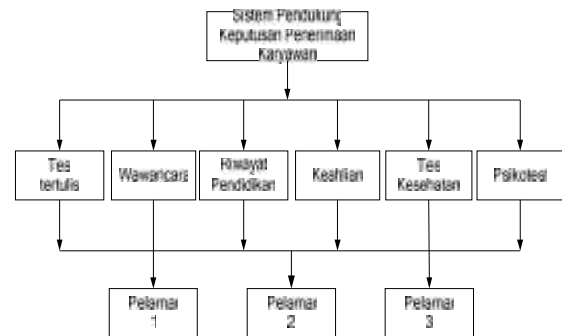 Sistem Pendukung
Keputusan Penerimaan
Karyawan
Tes
tertulis
Wawancara
Riwayat
Pendidikan
Keahlian
Tes
Kesehatan
Psikotest
Pelamar
1
Pelamar
2
Pelamar
3